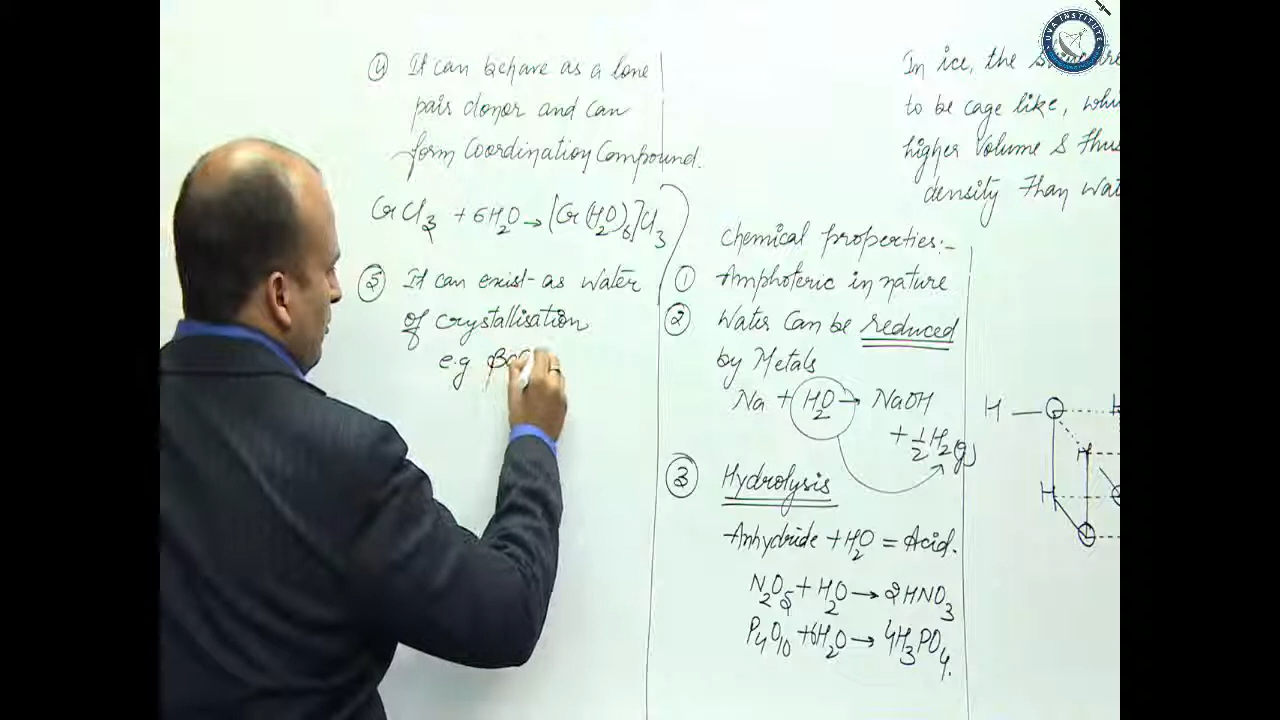 ④ It can behave as a lone
pair donor and can
form Coordination Compound.
CrCl3 + 6H2O → [Cr(H2O)6]Cl3
⑤ It can exist as water
of crystallisation
e.g
In ice, the
to be cage like,
higher Volume & thus
density Than
Chemical properties:-
① Amphoteric in nature
② Water Can be reduced
by Metals
Na + H2O → NaOH
+ 1/2 H2(g)
③ Hydrolysis
Anhydride + H2O = Acid.
N2O5 + H2O → 2HNO3
P4O10 + 6H2O → 4H3PO4.
H
H
H
H
UVA INSTITUTE